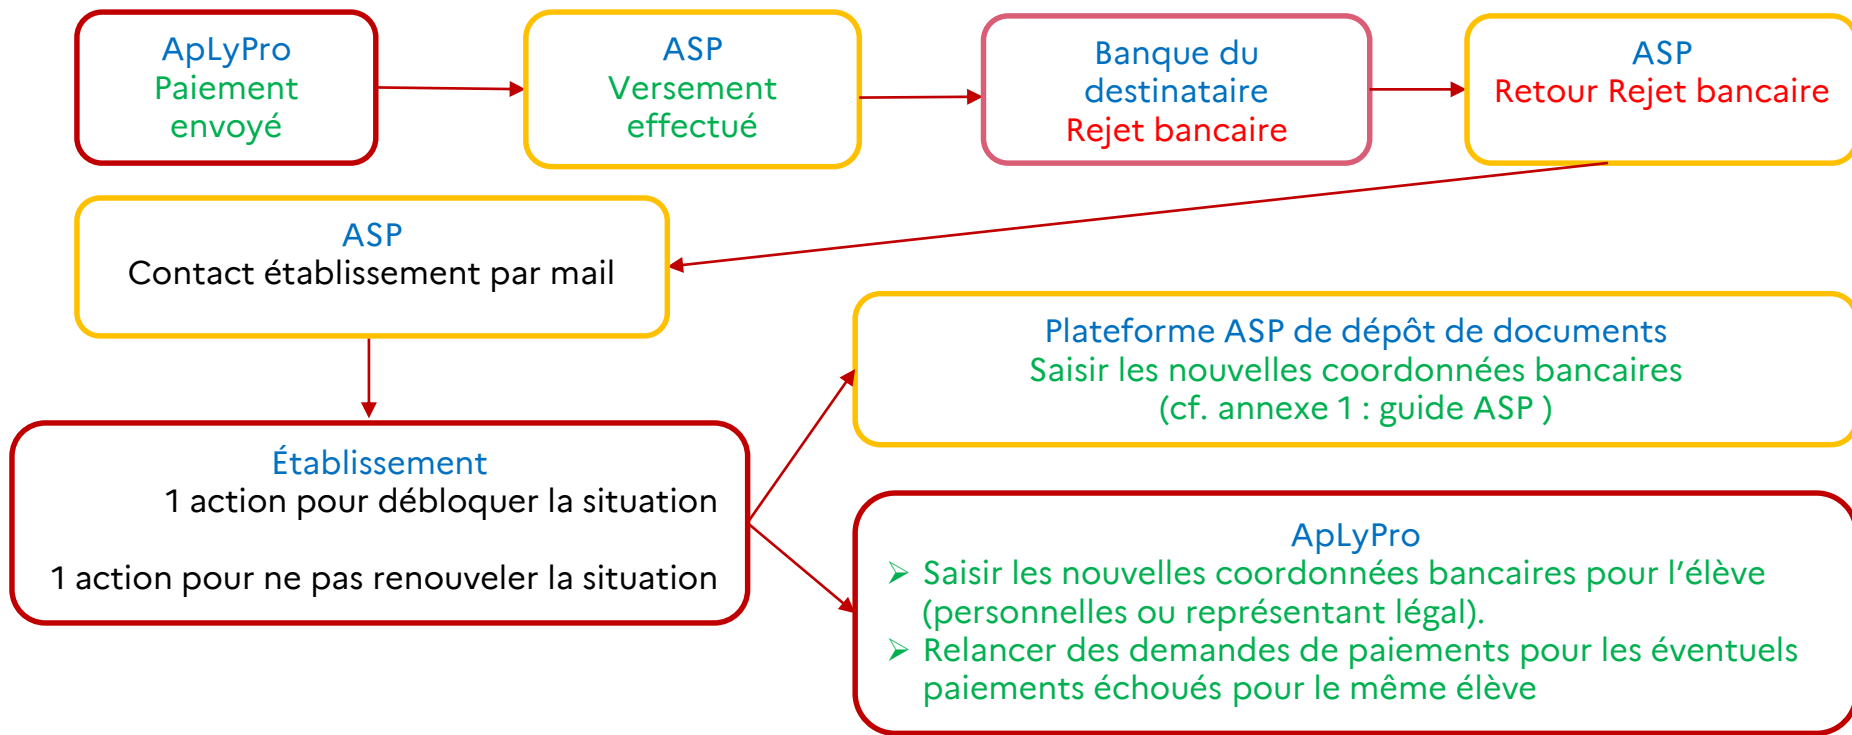 ApLyPro
Paiement
envoyé
ASP
Versement
effectué
Banque du
destinataire
Rejet bancaire
ASP
Retour Rejet bancaire
ASP
Contact établissement par mail
Plateforme ASP de dépôt de documents
Saisir les nouvelles coordonnées bancaires
(cf. annexe 1 : guide ASP )
Établissement
1 action pour débloquer la situation
1 action pour ne pas renouveler la situation
ApLyPro
➢ Saisir les nouvelles coordonnées bancaires pour l’élève
(personnelles ou représentant légal).
➢ Relancer des demandes de paiements pour les éventuels
paiements échoués pour le même élève